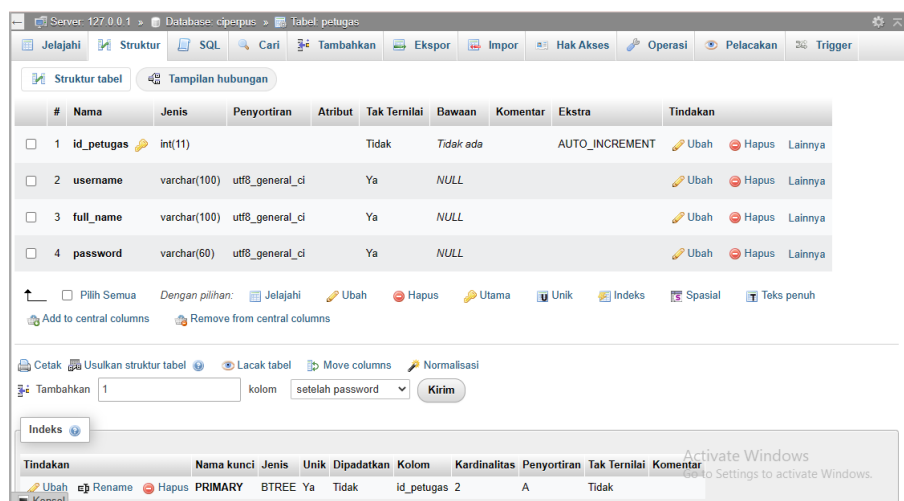 Server: 127.0.0.1 » Database: ciperpus » Tabel: petugas
Jelajahi Struktur SQL Cari Tambahkan Ekspor Impor Hak Akses Operasi Pelacakan Trigger
Struktur tabel Tampilan hubungan
# Nama Jenis Penyortiran Atribut Tak Ternilai Bawaan Komentar Ekstra Tindakan
1 id_petugas int(11) Tidak Tidak ada AUTO_INCREMENT Ubah Hapus Lainnya
2 username varchar(100) utf8_general_ci Ya NULL Ubah Hapus Lainnya
3 full_name varchar(100) utf8_general_ci Ya NULL Ubah Hapus Lainnya
4 password varchar(60) utf8_general_ci Ya NULL Ubah Hapus Lainnya
Pilih Semua Dengan pilihan: Jelajahi Ubah Hapus Utama Unik Indeks Spasial Teks penuh
Add to central columns Remove from central columns
Cetak Usulkan struktur tabel Lacak tabel Move columns Normalisasi
Tambahkan 1 kolom setelah password Kirim
Indeks
Tindakan Nama kunci Jenis Unik Dipadatkan Kolom Kardinalitas Penyortiran Tak Ternilai Komentar
Ubah Rename Hapus PRIMARY BTREE Ya Tidak id_petugas 2 A Tidak
Konsol
Activate Windows
Go to Settings to activate Windows.